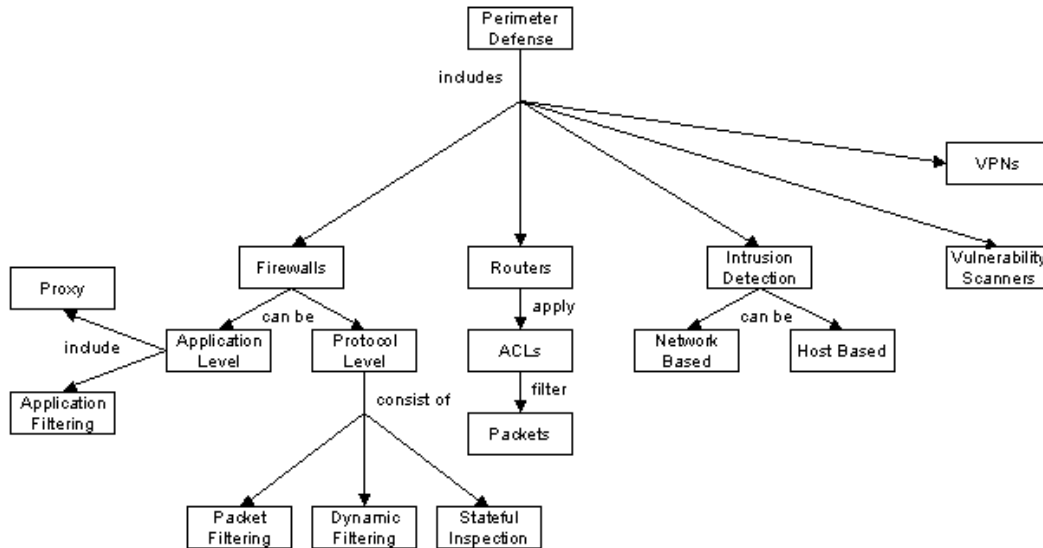 Perimeter
Defense
includes
VPNs
Firewalls
Routers
Intrusion
Detection
Vulnerability
Scanners
Proxy
can be
apply
can be
include
Application
Level
Protocol
Level
ACLs
Network
Based
Host Based
Application
Filtering
consist of
filter
Packets
Packet
Filtering
Dynamic
Filtering
Stateful
Inspection